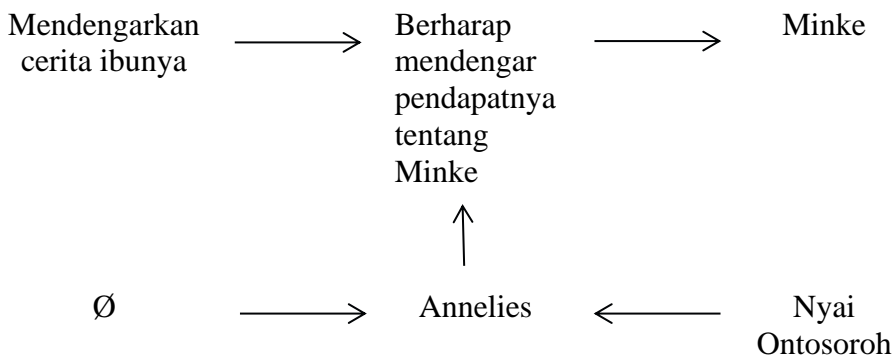 Mendengarkan
cerita ibunya
Berharap
mendengar
pendapatnya
tentang
Minke
Minke
Ø
Annelies
Nyai
Ontosoroh